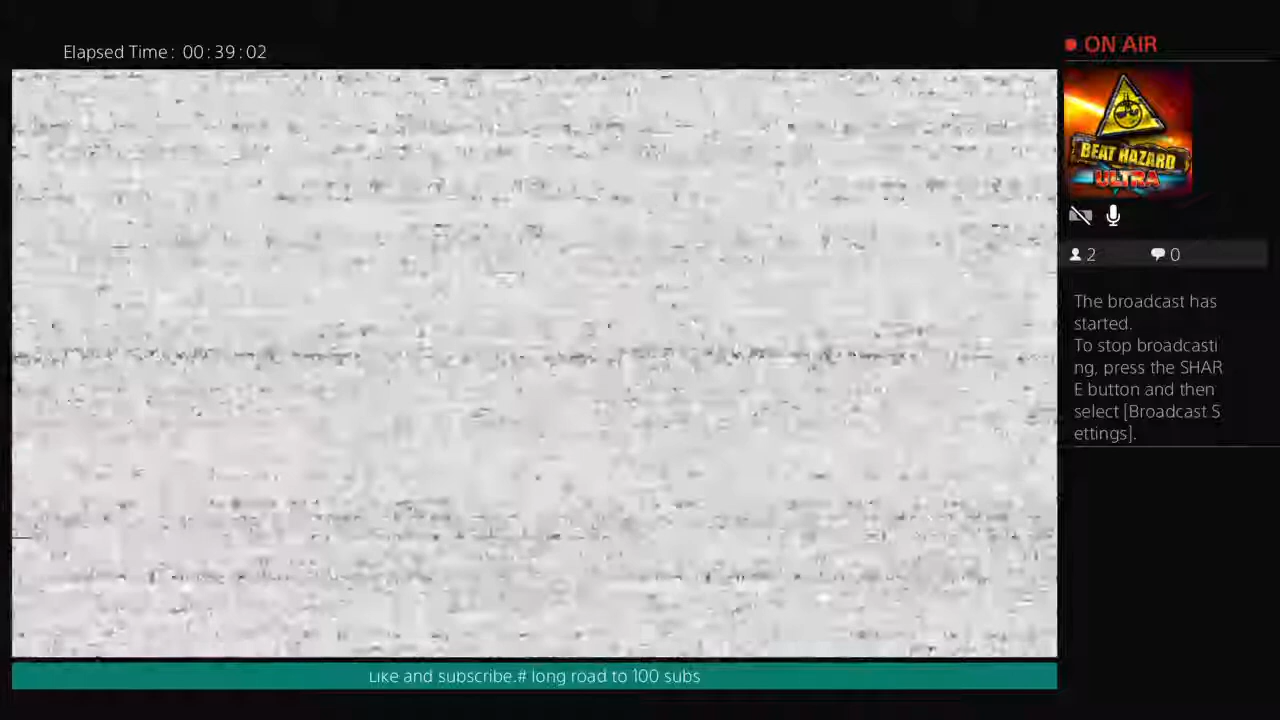 Elapsed Time: 00:39:02
ON AIR
BEAT HAZARD
ULTRA
2
0
The broadcast has
started.
To stop broadcasti
ng, press the SHAR
E button and then
select [Broadcast S
ettings].
Like and subscribe.# long road to 100 subs